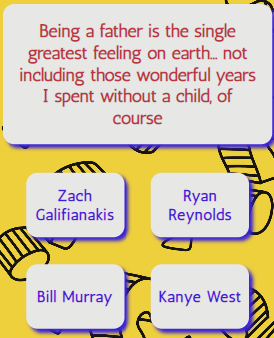 Being a father is the single
greatest feeling on earth... not
including those wonderful years
I spent without a child, of
course
Zach
Galifianakis
Ryan
Reynolds
Bill Murray
Kanye West